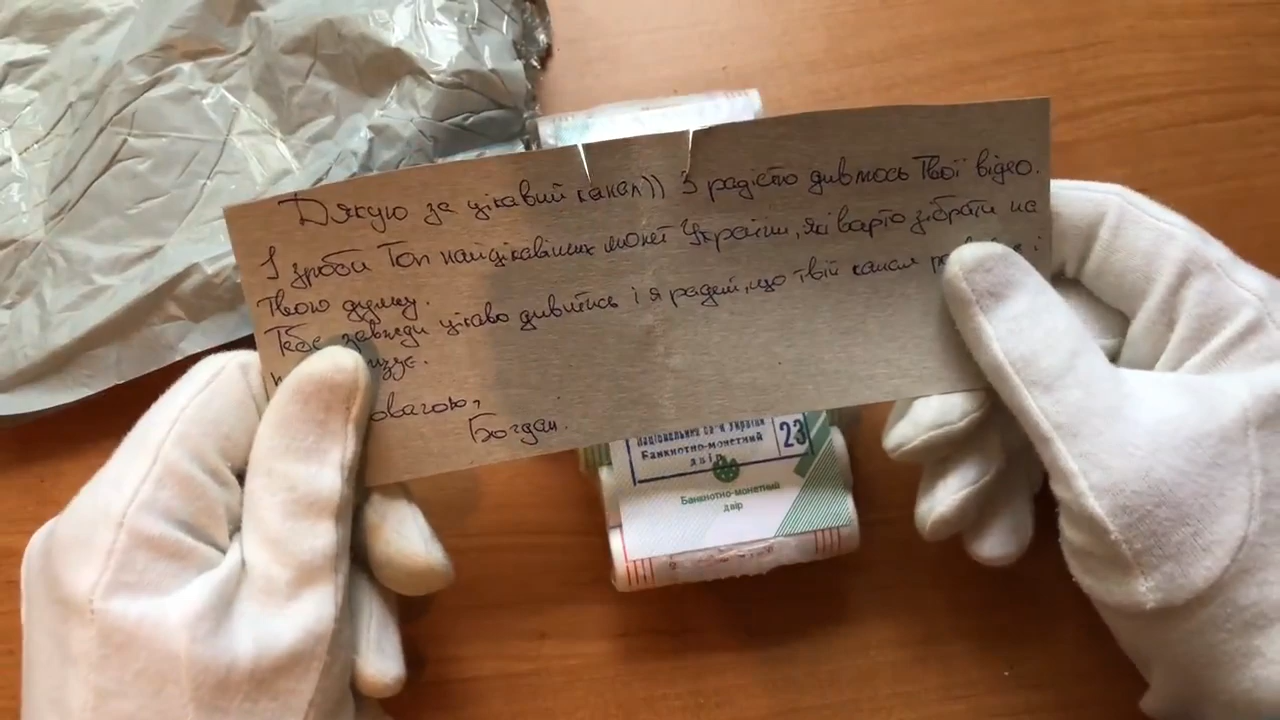 Дякую за цікавий канал)) З радістю дивлюсь Твої відео.
І зроби Топ найцікавіших монет України, які варто зібрати на
Твою думку.
Тебе завжди цікаво дивитись і я радий, що твій канал
Богдан.
Національний банк України
Банкнотно-монетний
двір
23
Банкнотно-монетний
двір